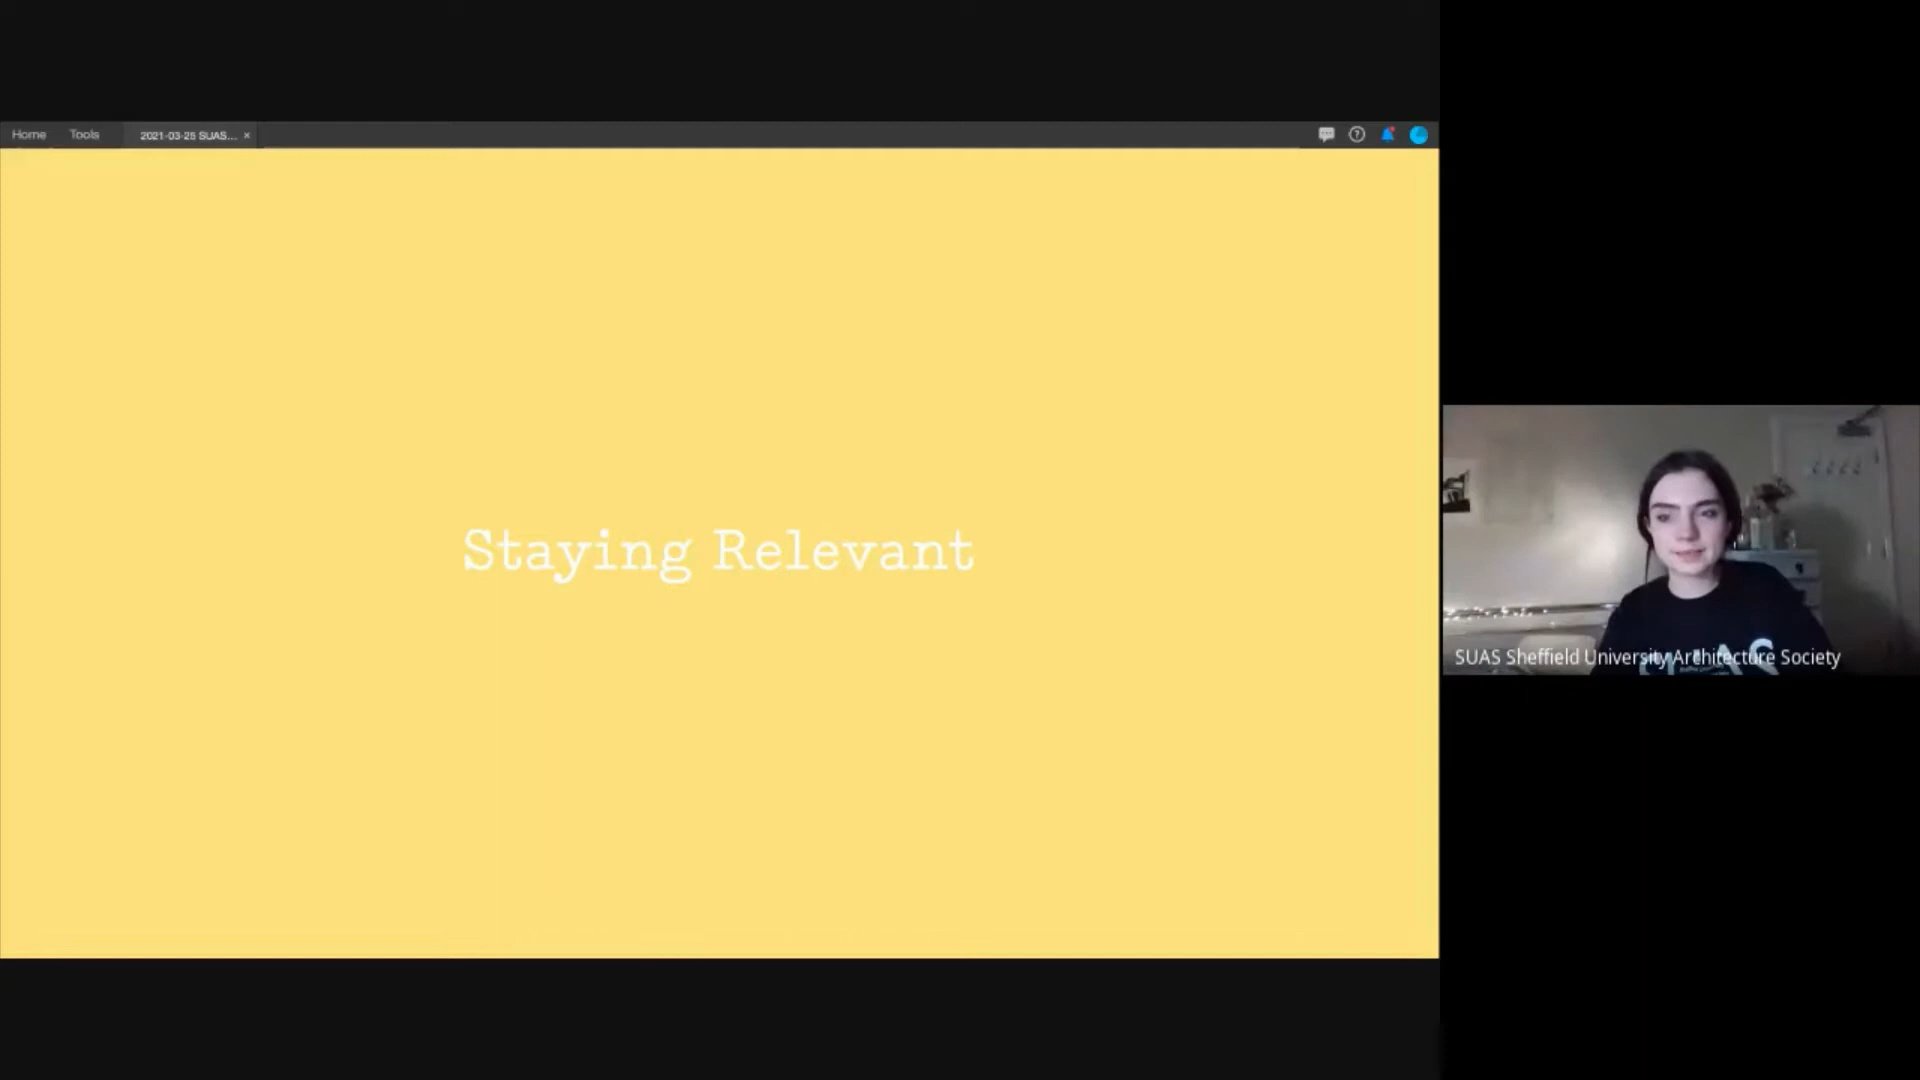 Home Tools 2021-03-25 SUAS... ×
Staying Relevant
SUAS Sheffield University Architecture Society